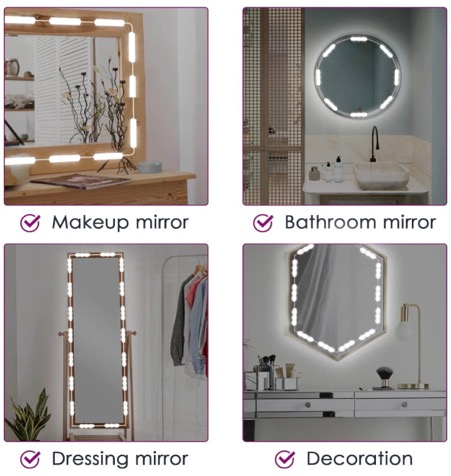 Makeup mirror
Bathroom mirror
Dressing mirror
Decoration